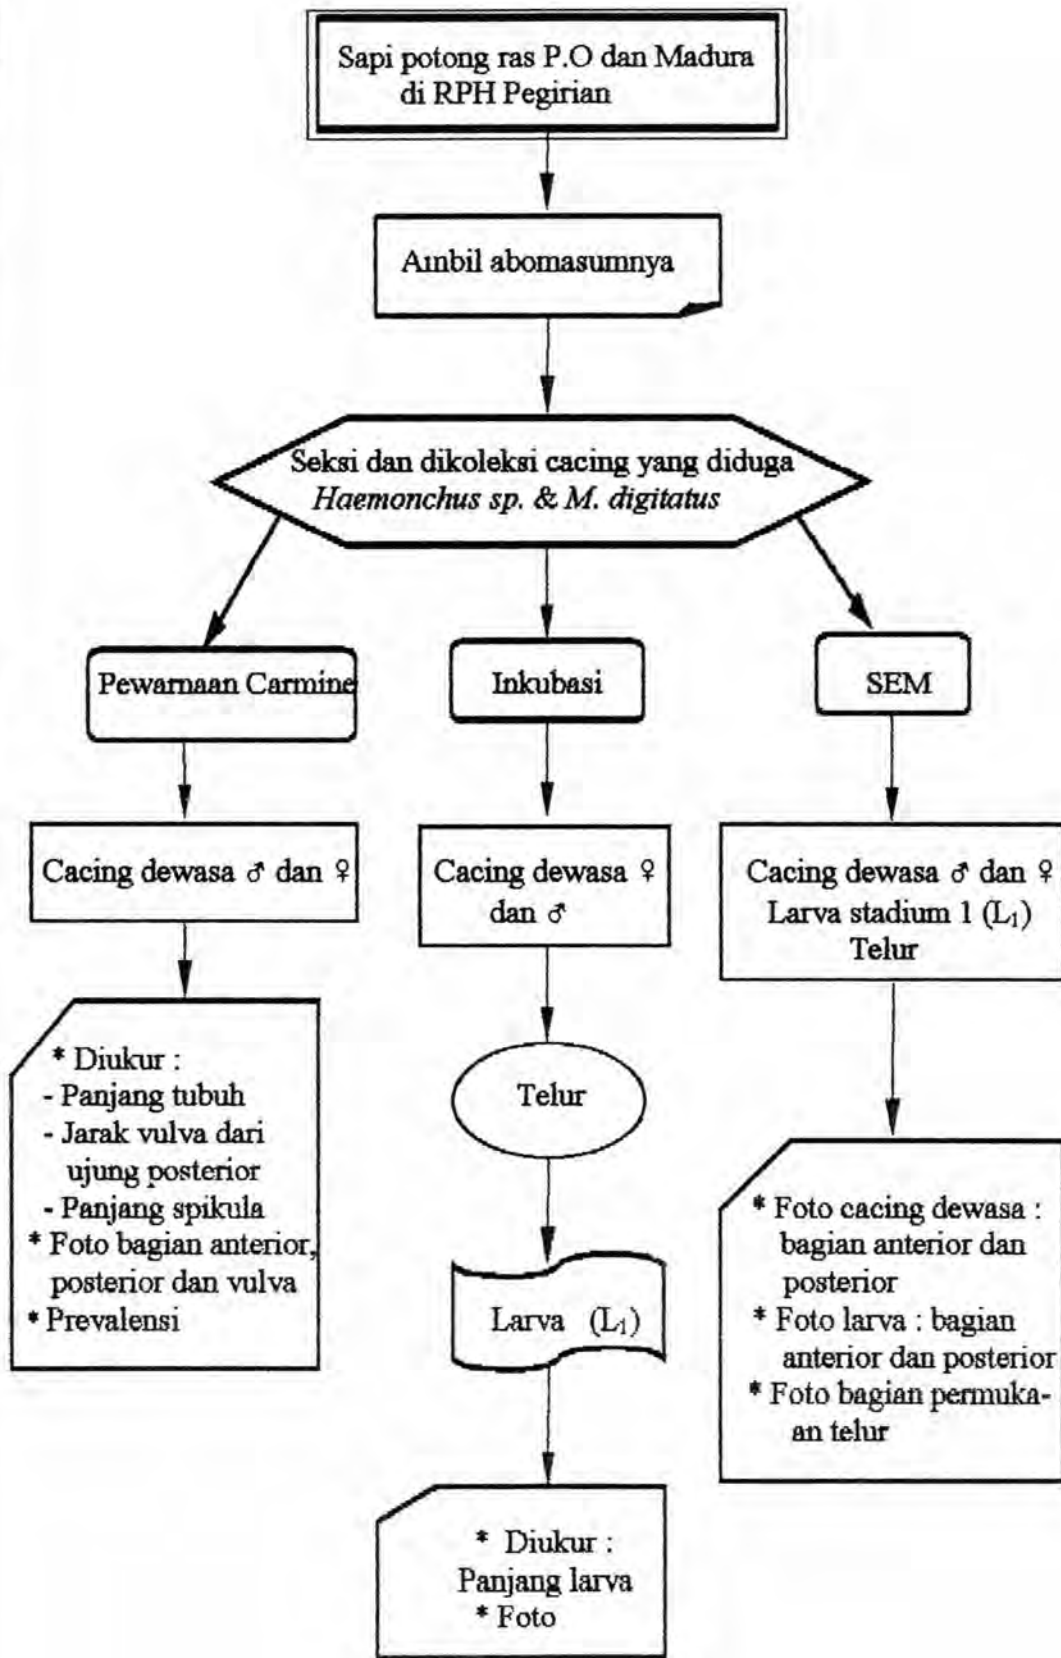 Sapi potong ras P.O dan Madura
di RPH Pegirian
Ambil abomasumnya
Seksi dan dikoleksi cacing yang diduga
Haemonchus sp. & M. digitatus
Pewarnaan Carmine
Inkubasi
SEM
Cacing dewasa ♂ dan ♀
Cacing dewasa ♀
dan ♂
Cacing dewasa ♂ dan ♀
Larva stadium 1 (L₁)
Telur
* Diukur :
- Panjang tubuh
- Jarak vulva dari
ujung posterior
- Panjang spikula
* Foto bagian anterior,
posterior dan vulva
* Prevalensi
Telur
Larva (L₁)
* Diukur :
Panjang larva
* Foto
* Foto cacing dewasa :
bagian anterior dan
posterior
* Foto larva : bagian
anterior dan posterior
* Foto bagian permuka-
an telur